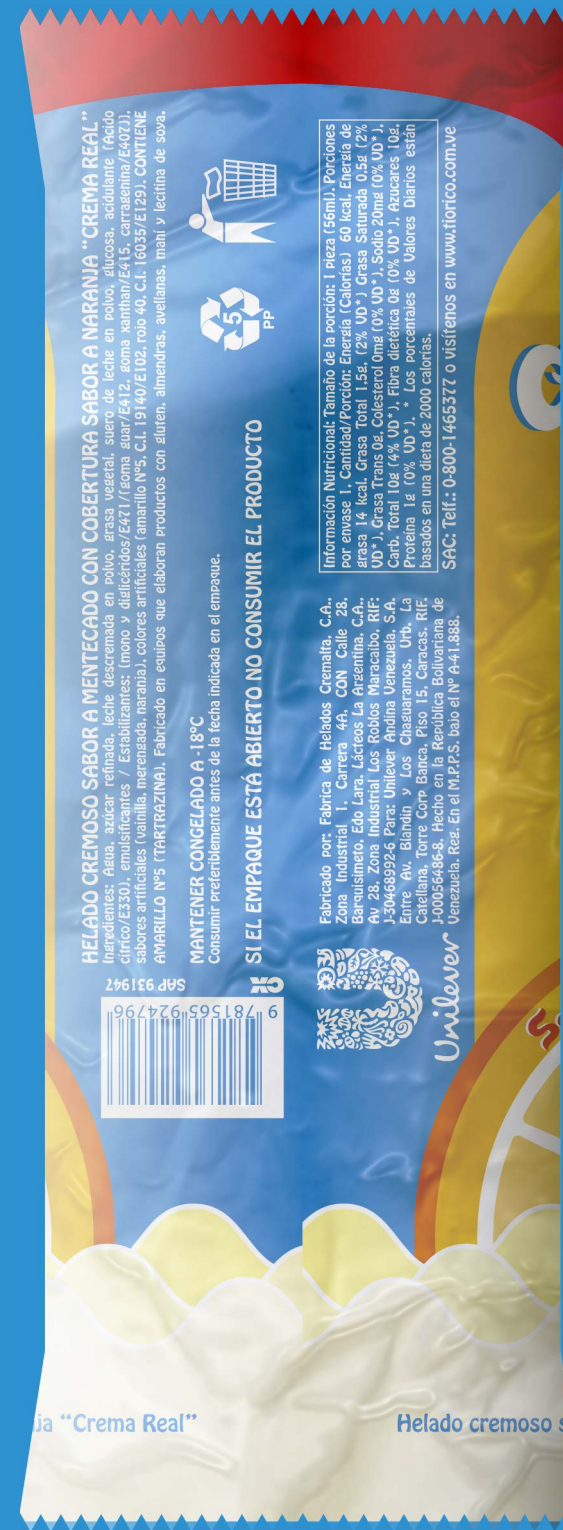 HELADO CREMOSO SABOR A MENTECADO CON COBERTURA SABOR A NARANJA "CREMA REAL"
Ingredientes: Agua, azúcar refinada, leche descremada en polvo, grasa vegetal, suero de leche en polvo, glucosa, acidulante (Ácido
cítrico/E330), emulsificantes / Estabilizantes: (mono y diglicéridos/E471/(goma guar/E412, goma xanthan/E415, carragenina/E407)),
sabores artificiales (vainilla, merengada, naranja), colores artificiales (amarillo Nº5, C.I. 19140/E102, rojo 40, C.I. 16035/E129). CONTIENE
AMARILLO Nº5 (TARTRAZINA). Fabricado en equipos que elaboran productos con gluten, almendras, avellanas, maní y lecitina de soya.
MANTENER CONGELADO A -18ºC
Consumir preferiblemente antes de la fecha indicada en el empaque.
SI EL EMPAQUE ESTÁ ABIERTO NO CONSUMIR EL PRODUCTO
5
PP
SAP 931947
9 781565 924796
Fabricado por: Fabrica de Helados Cremalta, C.A.,
Zona Industrial 1, Carrera 4A, CON Calle 28,
Barquisimeto, Edo Lara. Lácteos La Argentina. C.A.,
Av 28, Zona Industrial Los Robles Maracaibo, RIF:
J-30468992-6 Para: Unilever Andina Venezuela, S.A.
Entre Av. Blandin y Los Chaguaramos, Urb. La
Catellana, Torre Corp Banca, Piso 15, Caracas. RIF.
J-00056486-8. Hecho en la República Bolivariana de
Venezuela. Reg. En el M.P.P.S. bajo el Nº A41.888.
Unilever
Información Nutricional: Tamaño de la porción: 1 pieza (56ml). Porciones
por envase 1, Cantidad/Porción: Energía (Calorías) 60 kcal. Energía de
grasa 14 kcal. Grasa Total 1.5g. (2% VD*) Grasa Saturada 0.5g (2%
VD*), Grasa Trans 0g, Colesterol 0mg (0% VD*), Sodio 20mg (0% VD*),
Carb. Total 10g (4% VD*), Fibra dietética 0g (0% VD*), Azucares 10g,
Proteína 1g (0% VD*), * Los porcentajes de Valores Diarios están
basados en una dieta de 2000 calorías.
SAC: Telf.: 0-800-1465377 o visítenos en www.tiorico.com.ve
ja "Crema Real"
Helado cremoso s